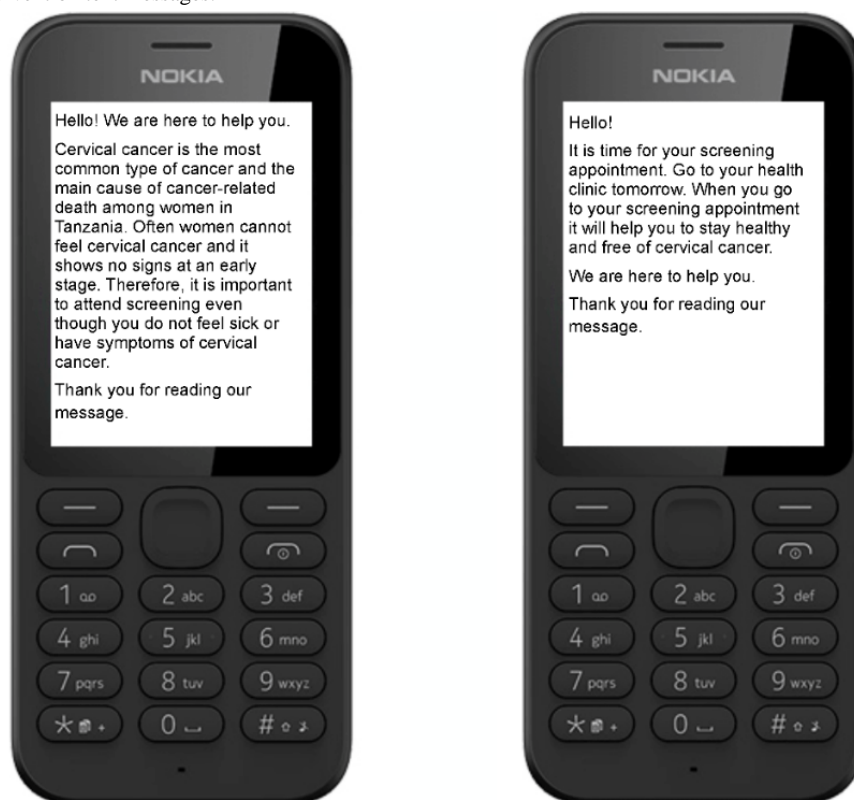 NOKIA
Hello! We are here to help you.
Cervical cancer is the most
common type of cancer and the
main cause of cancer-related
death among women in
Tanzania. Often women cannot
feel cervical cancer and it
shows no signs at an early
stage. Therefore, it is important
to attend screening even
though you do not feel sick or
have symptoms of cervical
cancer.
Thank you for reading our
message.
1
2 abc
3 def
4 ghi
5 jkl
6 mno
7 pqrs
8 tuv
9 wxyz
* +
0
#
NOKIA
Hello!
It is time for your screening
appointment. Go to your health
clinic tomorrow. When you go
to your screening appointment
it will help you to stay healthy
and free of cervical cancer.
We are here to help you.
Thank you for reading our
message.
1
2 abc
3 def
4 ghi
5 jkl
6 mno
7 pqrs
8 tuv
9 wxyz
* +
0
#